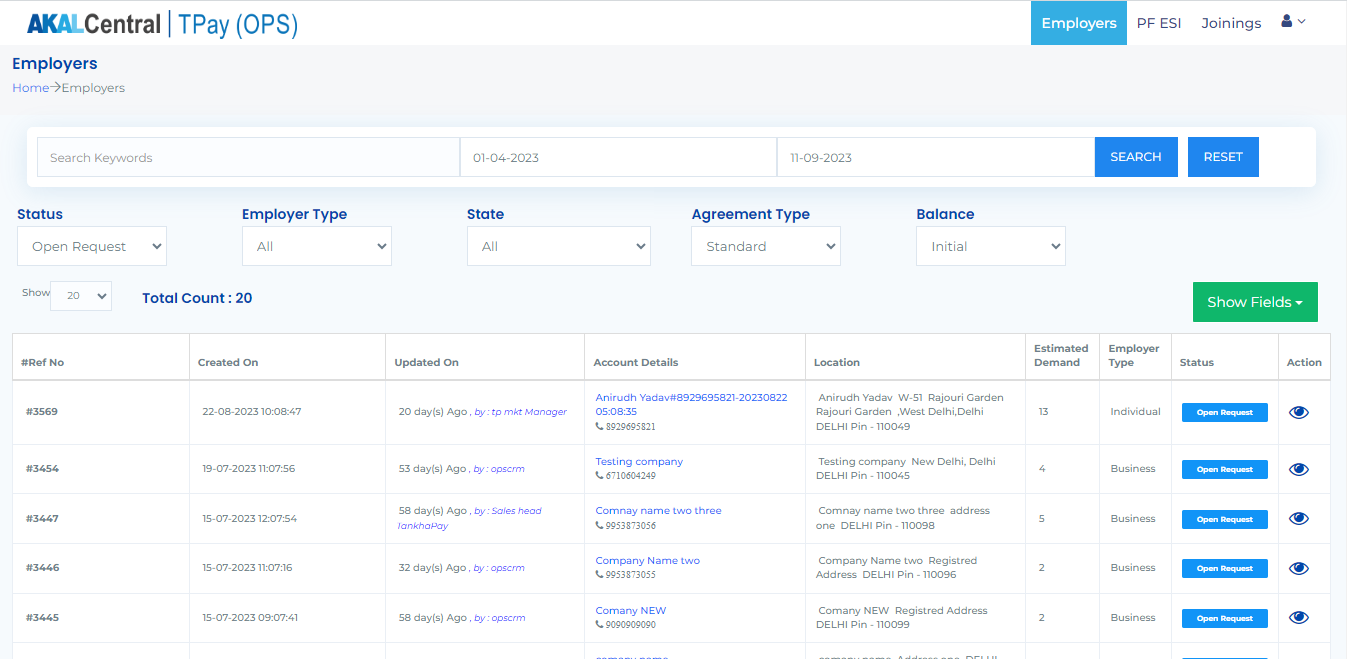 AKALCentral | TPay (OPS)
Employers PF ESI Joinings
Employers
Home→Employers
Search Keywords 01-04-2023 11-09-2023 SEARCH RESET
Status Employer Type State Agreement Type Balance
Open Request All All Standard Initial
Show 20 Total Count : 20 Show Fields
#Ref No Created On Updated On Account Details Location Estimated Demand Employer Type Status Action
#3569 22-08-2023 10:08:47 20 day(s) Ago , by : tp mkt Manager
Anirudh Yadav#8929695821-20230822
05:08:35
8929695821
Anirudh Yadav W-51 Rajouri Garden
Rajouri Garden ,West Delhi,Delhi
DELHI Pin - 110049
13 Individual Open Request
#3454 19-07-2023 11:07:56 53 day(s) Ago , by : opscrm
Testing company
6710604249
Testing company New Delhi, Delhi
DELHI Pin - 110045
4 Business Open Request
#3447 15-07-2023 12:07:54
58 day(s) Ago , by : Sales head
TankhaPay
Comnay name two three
9953873056
Comnay name two three address
one DELHI Pin - 110098
5 Business Open Request
#3446 15-07-2023 11:07:16 32 day(s) Ago , by : opscrm
Company Name two
9953873055
Company Name two Registred
Address DELHI Pin - 110096
2 Business Open Request
#3445 15-07-2023 09:07:41 58 day(s) Ago , by : opscrm
Comany NEW
9090909090
Comany NEW Registred Address
DELHI Pin - 110099
2 Business Open Request